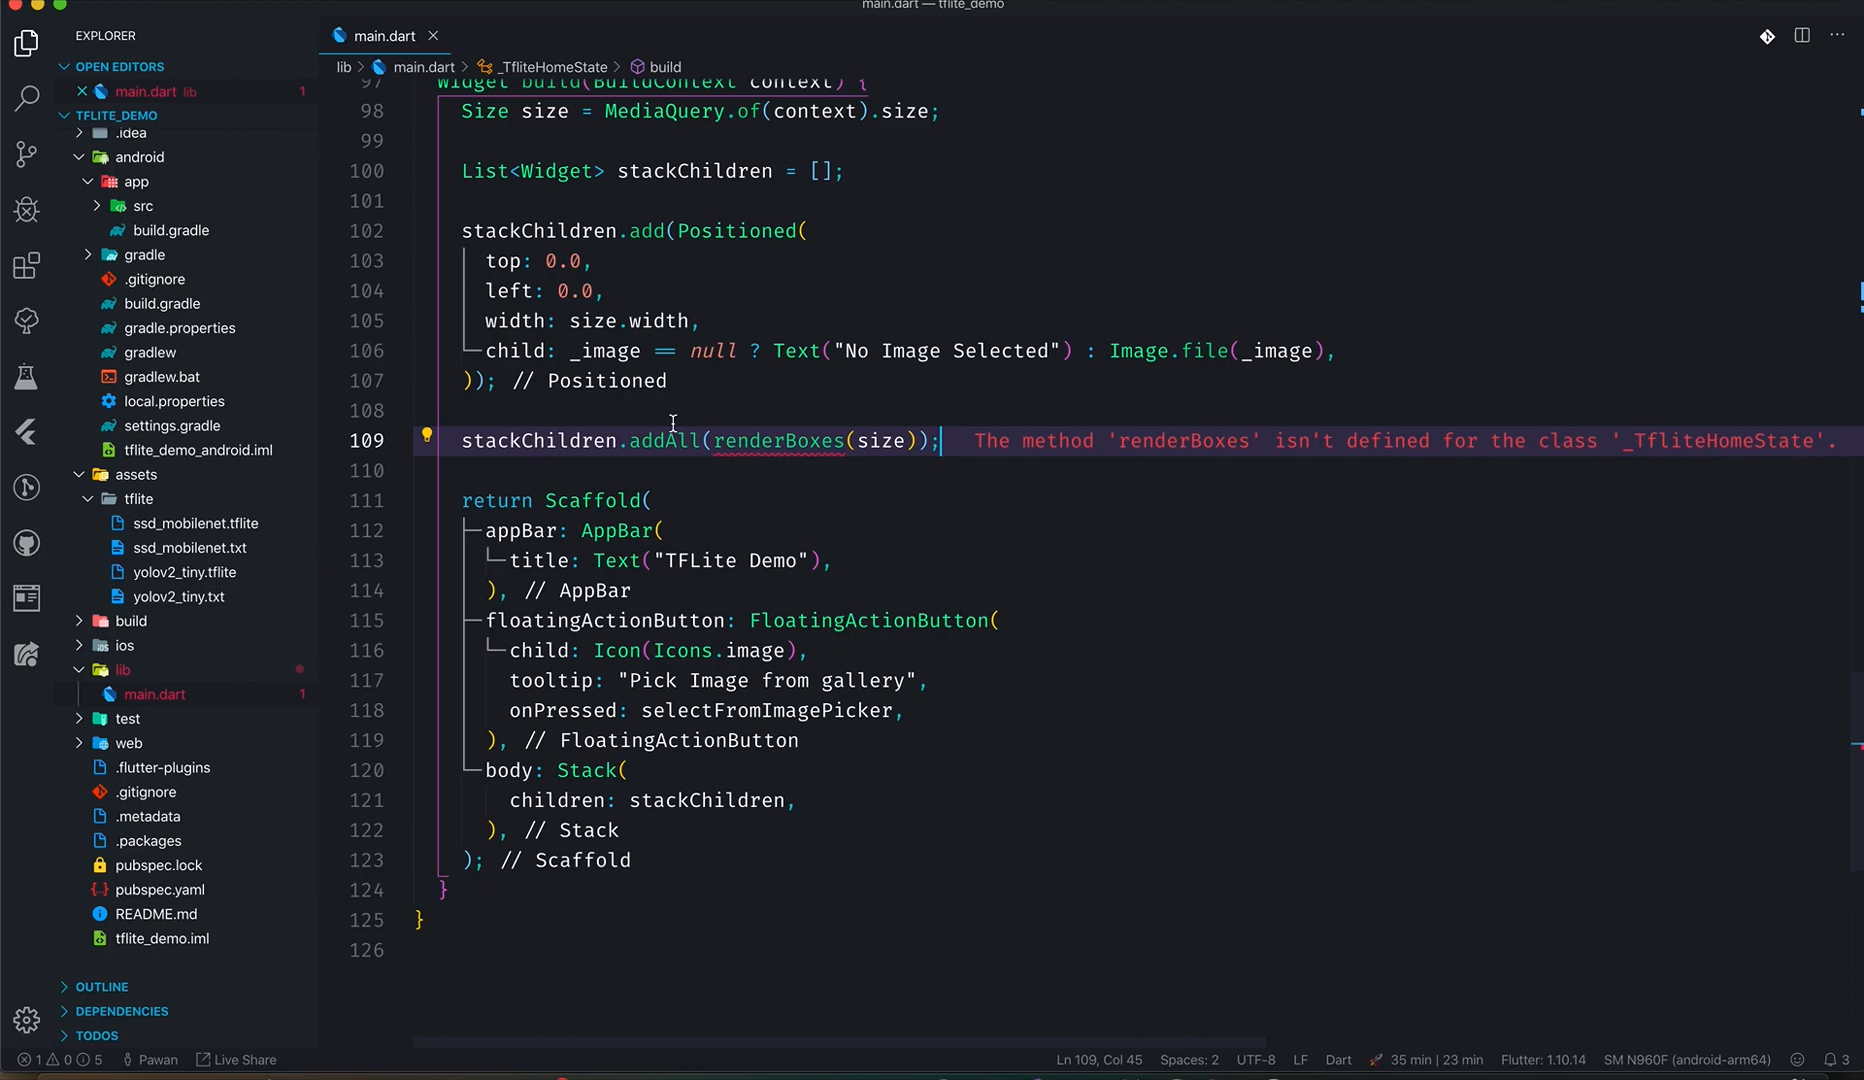 main.dart — tflite_demo
EXPLORER
OPEN EDITORS
main.dart lib 1
TFLITE_DEMO
.idea
android
app
src
build.gradle
gradle
.gitignore
build.gradle
gradle.properties
gradlew
gradlew.bat
local.properties
settings.gradle
tflite_demo_android.iml
assets
tflite
ssd_mobilenet.tflite
ssd_mobilenet.txt
yolov2_tiny.tflite
yolov2_tiny.txt
build
ios
lib
main.dart 1
test
web
.flutter-plugins
.gitignore
.metadata
.packages
pubspec.lock
pubspec.yaml
README.md
tflite_demo.iml
OUTLINE
DEPENDENCIES
TODOS
main.dart
lib > main.dart > _TfliteHomeState > build
97 Widget build(BuildContext context) {
98 Size size = MediaQuery.of(context).size;
99
100 List<Widget> stackChildren = [];
101
102 stackChildren.add(Positioned(
103 top: 0.0,
104 left: 0.0,
105 width: size.width,
106 child: _image == null ? Text("No Image Selected") : Image.file(_image),
107 )); // Positioned
108
109 stackChildren.addAll(renderBoxes(size)); The method 'renderBoxes' isn't defined for the class '_TfliteHomeState'.
110
111 return Scaffold(
112 appBar: AppBar(
113 title: Text("TFLite Demo"),
114 ), // AppBar
115 floatingActionButton: FloatingActionButton(
116 child: Icon(Icons.image),
117 tooltip: "Pick Image from gallery",
118 onPressed: selectFromImagePicker,
119 ), // FloatingActionButton
120 body: Stack(
121 children: stackChildren,
122 ), // Stack
123 ); // Scaffold
124 }
125 }
126
1 0 5 Pawan Live Share Ln 109, Col 45 Spaces: 2 UTF-8 LF Dart 35 min | 23 min Flutter: 1.10.14 SM N960F (android-arm64) 3